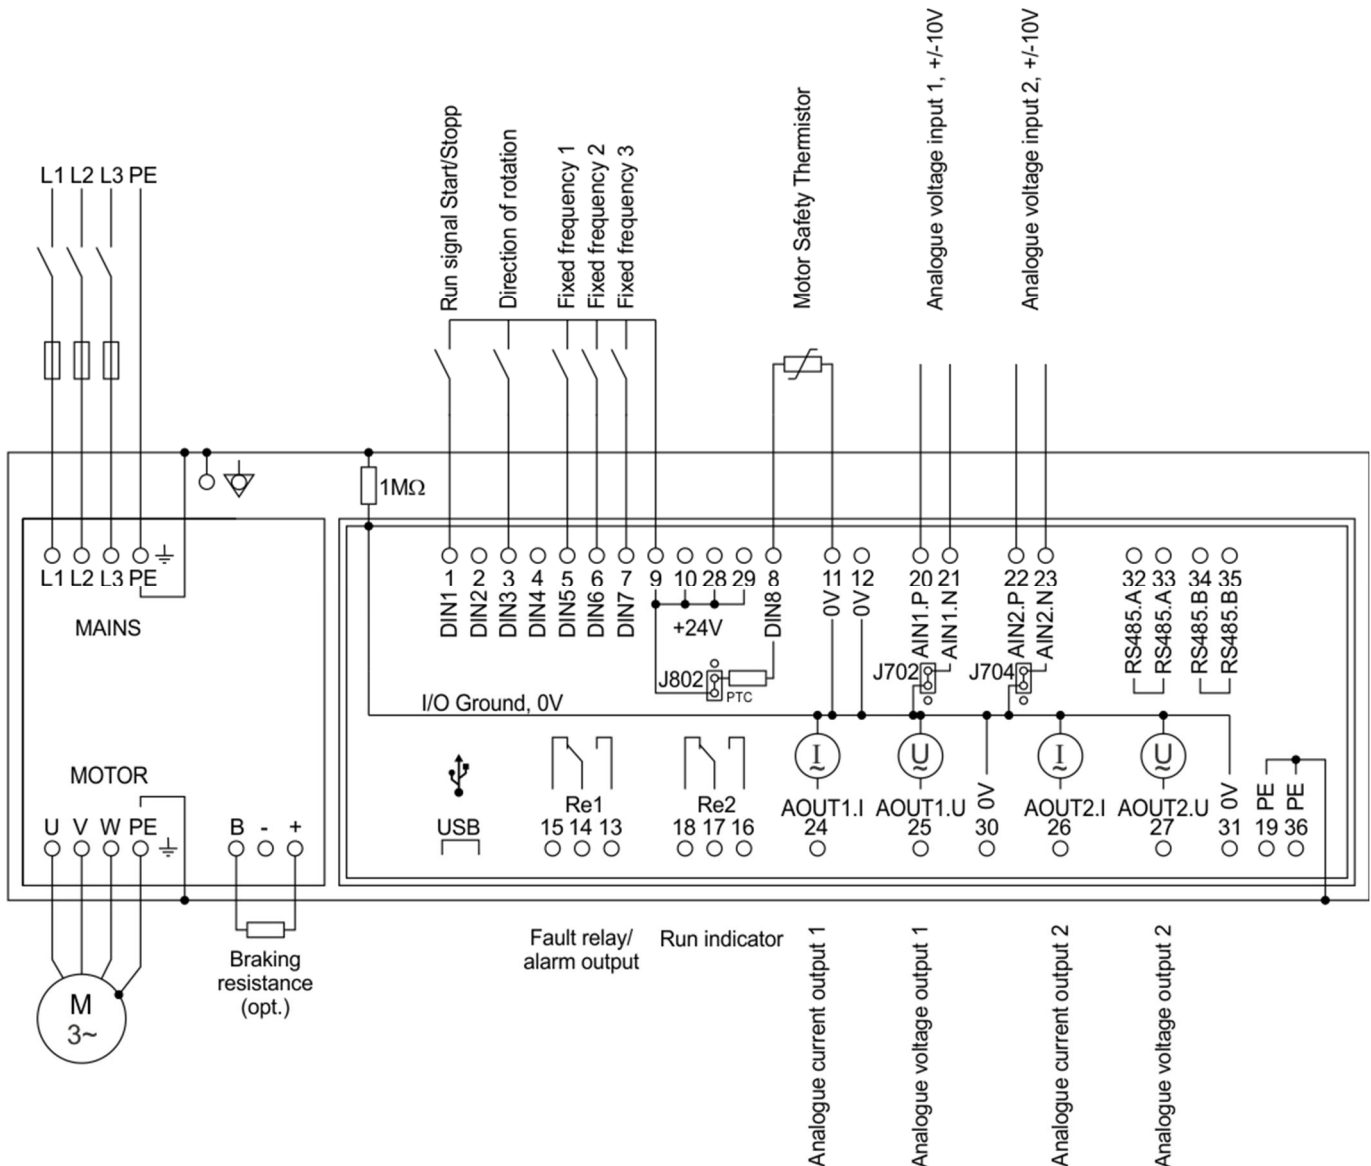 Analogue voltage input 1, +/-10V
Analogue voltage input 2, +/-10V
Motor Safety Thermistor
Run signal Start/Stopp
Direction of rotation
Fixed frequency 1
Fixed frequency 2
Fixed frequency 3
L1 L2 L3 PE
1MΩ
L1 L2 L3 PE
1 2 3 4 5 6 7 9 10 28 29 8 11 12 20 21 22 23 32 33 34 35
DIN1
DIN2
DIN3
DIN4
DIN5
DIN6
DIN7
+24V
DIN8
0V
0V
AIN1.P
AIN1.N
AIN2.P
AIN2.N
RS485.A
RS485.A
RS485.B
RS485.B
MAINS
J802
PTC
J702
J704
I/O Ground, 0V
I
U
I
U
MOTOR
U V W PE
B - +
USB
Re1
15 14 13
Re2
18 17 16
AOUT1.I
24
AOUT1.U
25
0V
30
AOUT2.I
26
AOUT2.U
27
0V
31
PE
19
PE
36
Braking
resistance
(opt.)
M
3~
Fault relay/
alarm output
Run indicator
Analogue current output 1
Analogue voltage output 1
Analogue current output 2
Analogue voltage output 2